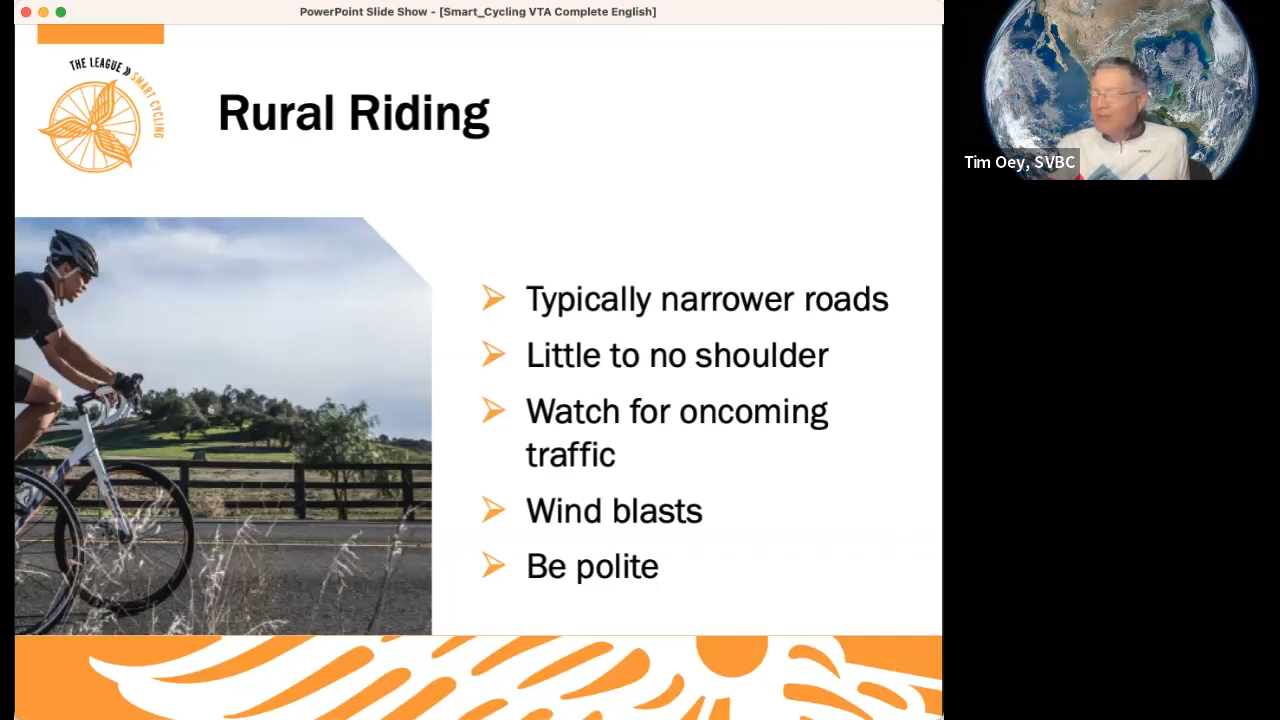 PowerPoint Slide Show - [Smart_Cycling VTA Complete English]
THE LEAGUE
SMART CYCLING
Rural Riding
Typically narrower roads
Little to no shoulder
Watch for oncoming
traffic
Wind blasts
Be polite
Tim Oey, SVBC